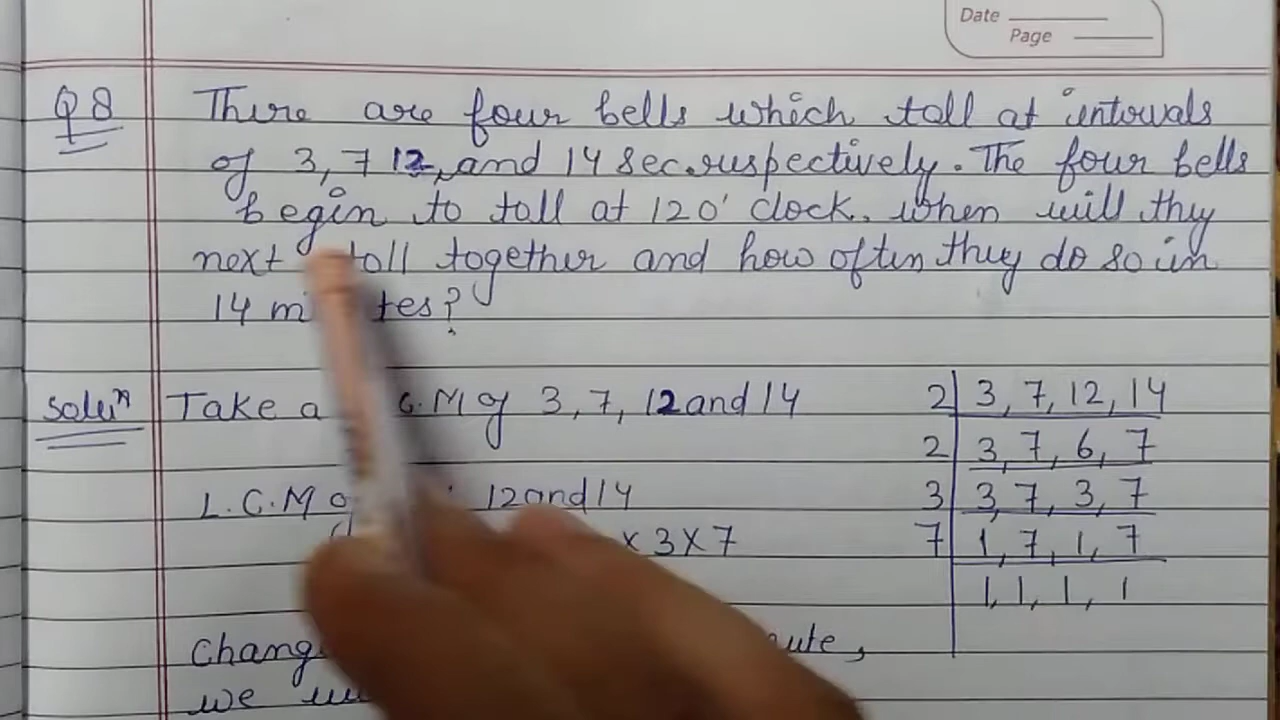 Date
Page
Q 8 There are four bells which toll at intervals
of 3, 7 12, and 14 sec. respectively. The four bells
begin to toll at 12 0' clock. when will they
next toll together and how often they do so in
14 tes?
Solun Take a 3, 7, 12 and 14
L.C.M 12 and 14
x 3 x 7
ute,
we
2 3, 7, 12, 14
2 3, 7, 6, 7
3 3, 7, 3, 7
7 1, 7, 1, 7
1, 1, 1, 1